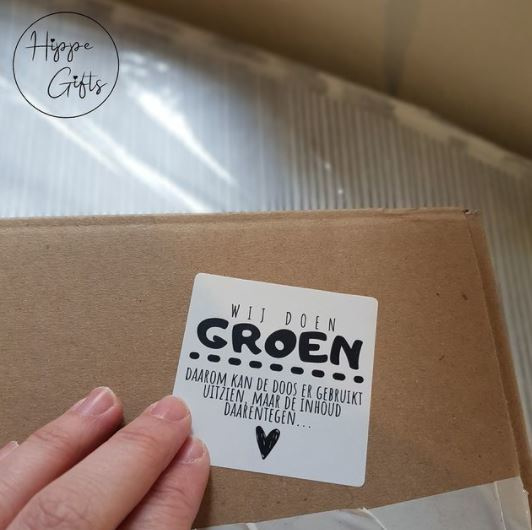 Hippe
Gifts
WIJ DOEN
GROEN
DAAROM KAN DE DOOS ER GEBRUIKT
UITZIEN, MAAR DE INHOUD
DAARENTEGEN...